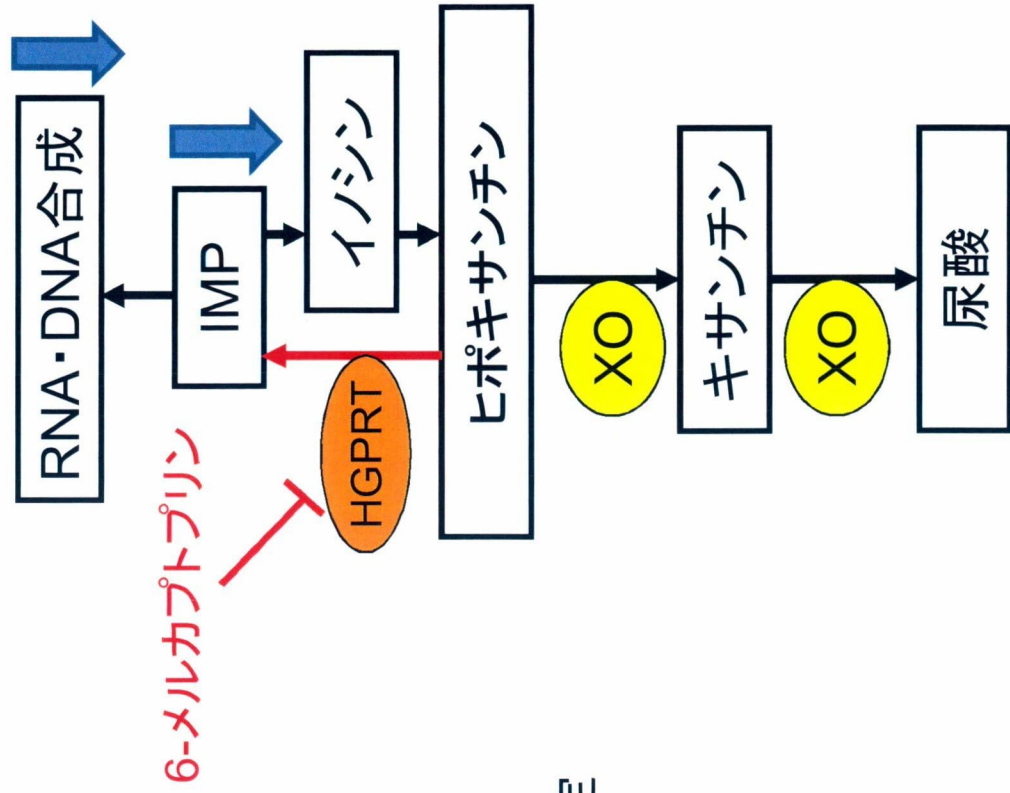 RNA・DNA合成
6-メルカプトプリン
IMP
イノシン
HGPRT
ヒポキサンチン
XO
キサンチン
XO
尿酸